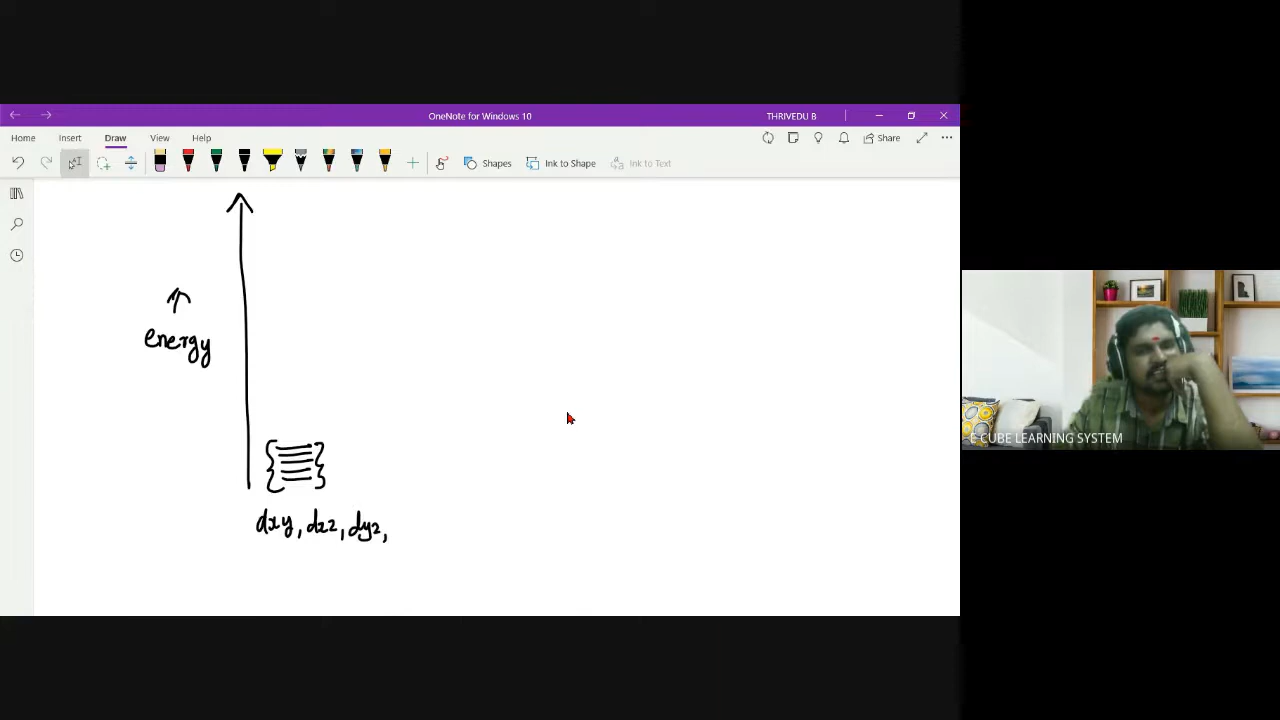 OneNote for Windows 10
THRIVEDU B
Home Insert Draw View Help
Share
Shapes Ink to Shape Ink to Text
energy
dxy, dxz, dyz,
E CUBE LEARNING SYSTEM